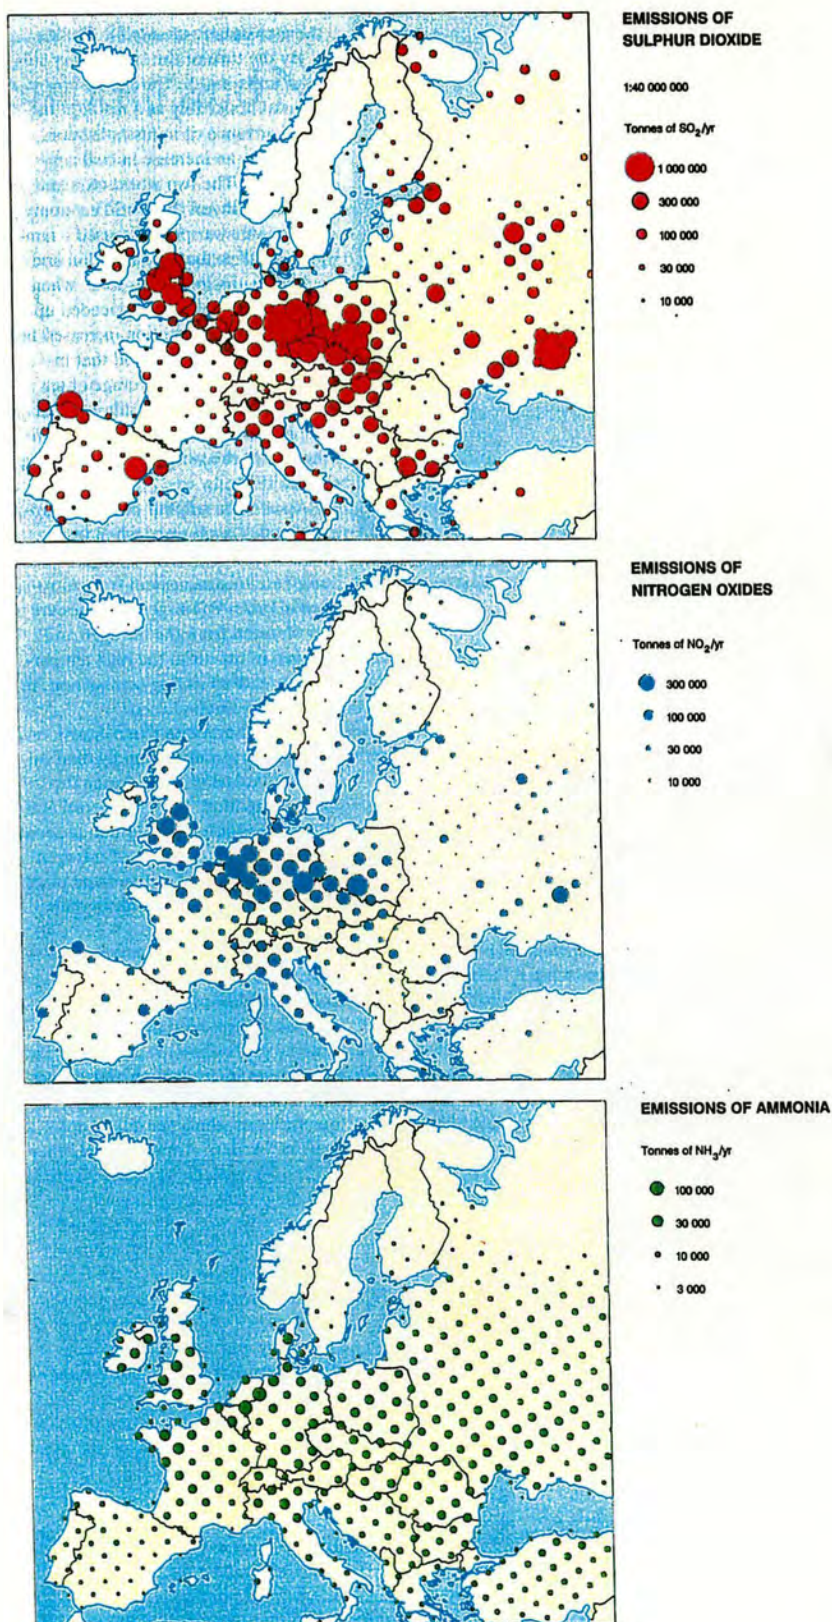 EMISSIONS OF
SULPHUR DIOXIDE
1:40 000 000
Tonnes of SO₂/yr
1 000 000
300 000
100 000
30 000
10 000
EMISSIONS OF
NITROGEN OXIDES
Tonnes of NO₂/yr
300 000
100 000
30 000
10 000
EMISSIONS OF AMMONIA
Tonnes of NH₃/yr
100 000
30 000
10 000
3 000